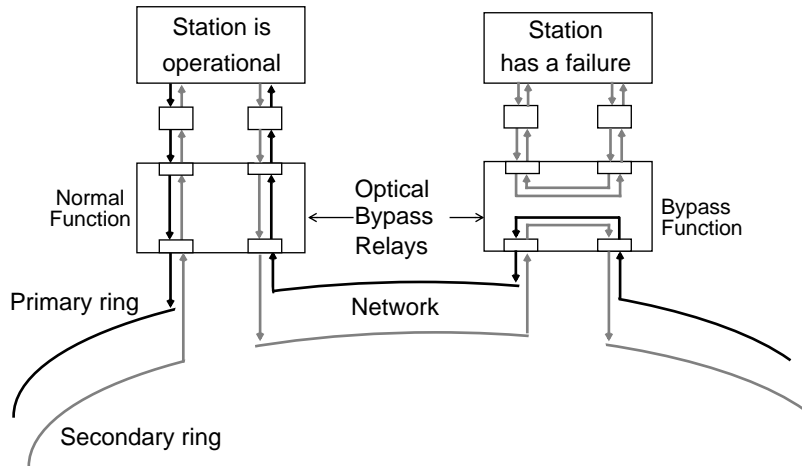 Station is
operational
Station
has a failure
Normal
Function
Optical
Bypass
Relays
Bypass
Function
Primary ring
Network
Secondary ring